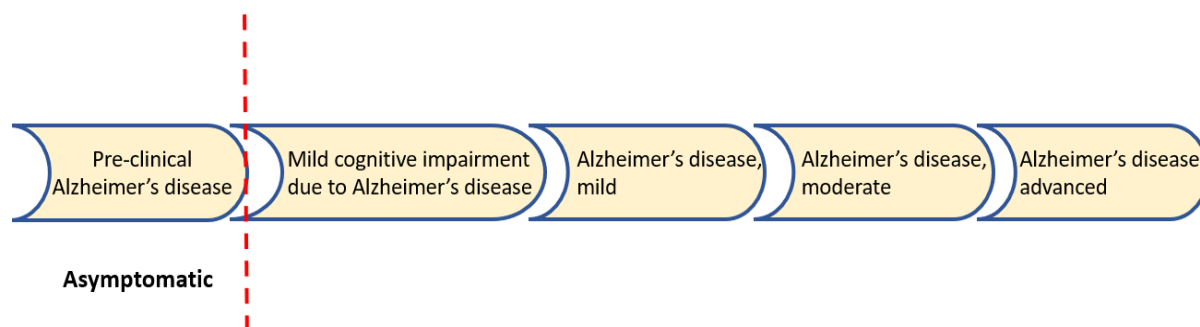 Pre-clinical
Alzheimer's disease
Mild cognitive impairment
due to Alzheimer's disease
Alzheimer's disease,
mild
Alzheimer's disease,
moderate
Alzheimer's disease
advanced
Asymptomatic